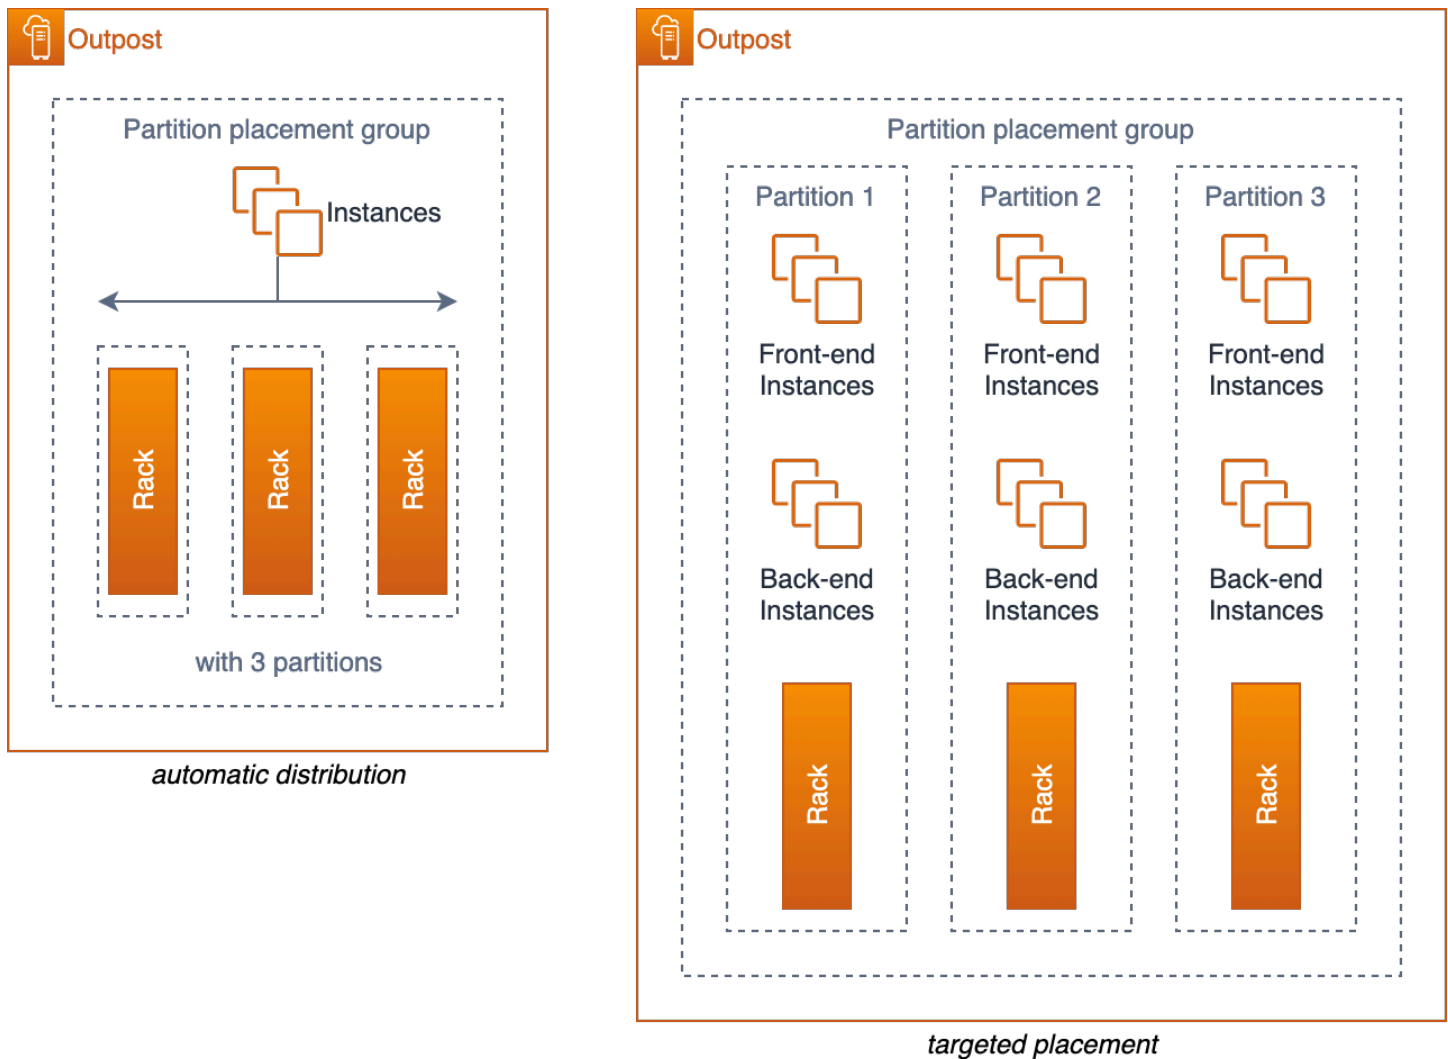 Outpost
Partition placement group
Instances
Rack
Rack
Rack
with 3 partitions
automatic distribution
Outpost
Partition placement group
Partition 1
Front-end
Instances
Back-end
Instances
Rack
Partition 2
Front-end
Instances
Back-end
Instances
Rack
Partition 3
Front-end
Instances
Back-end
Instances
Rack
targeted placement